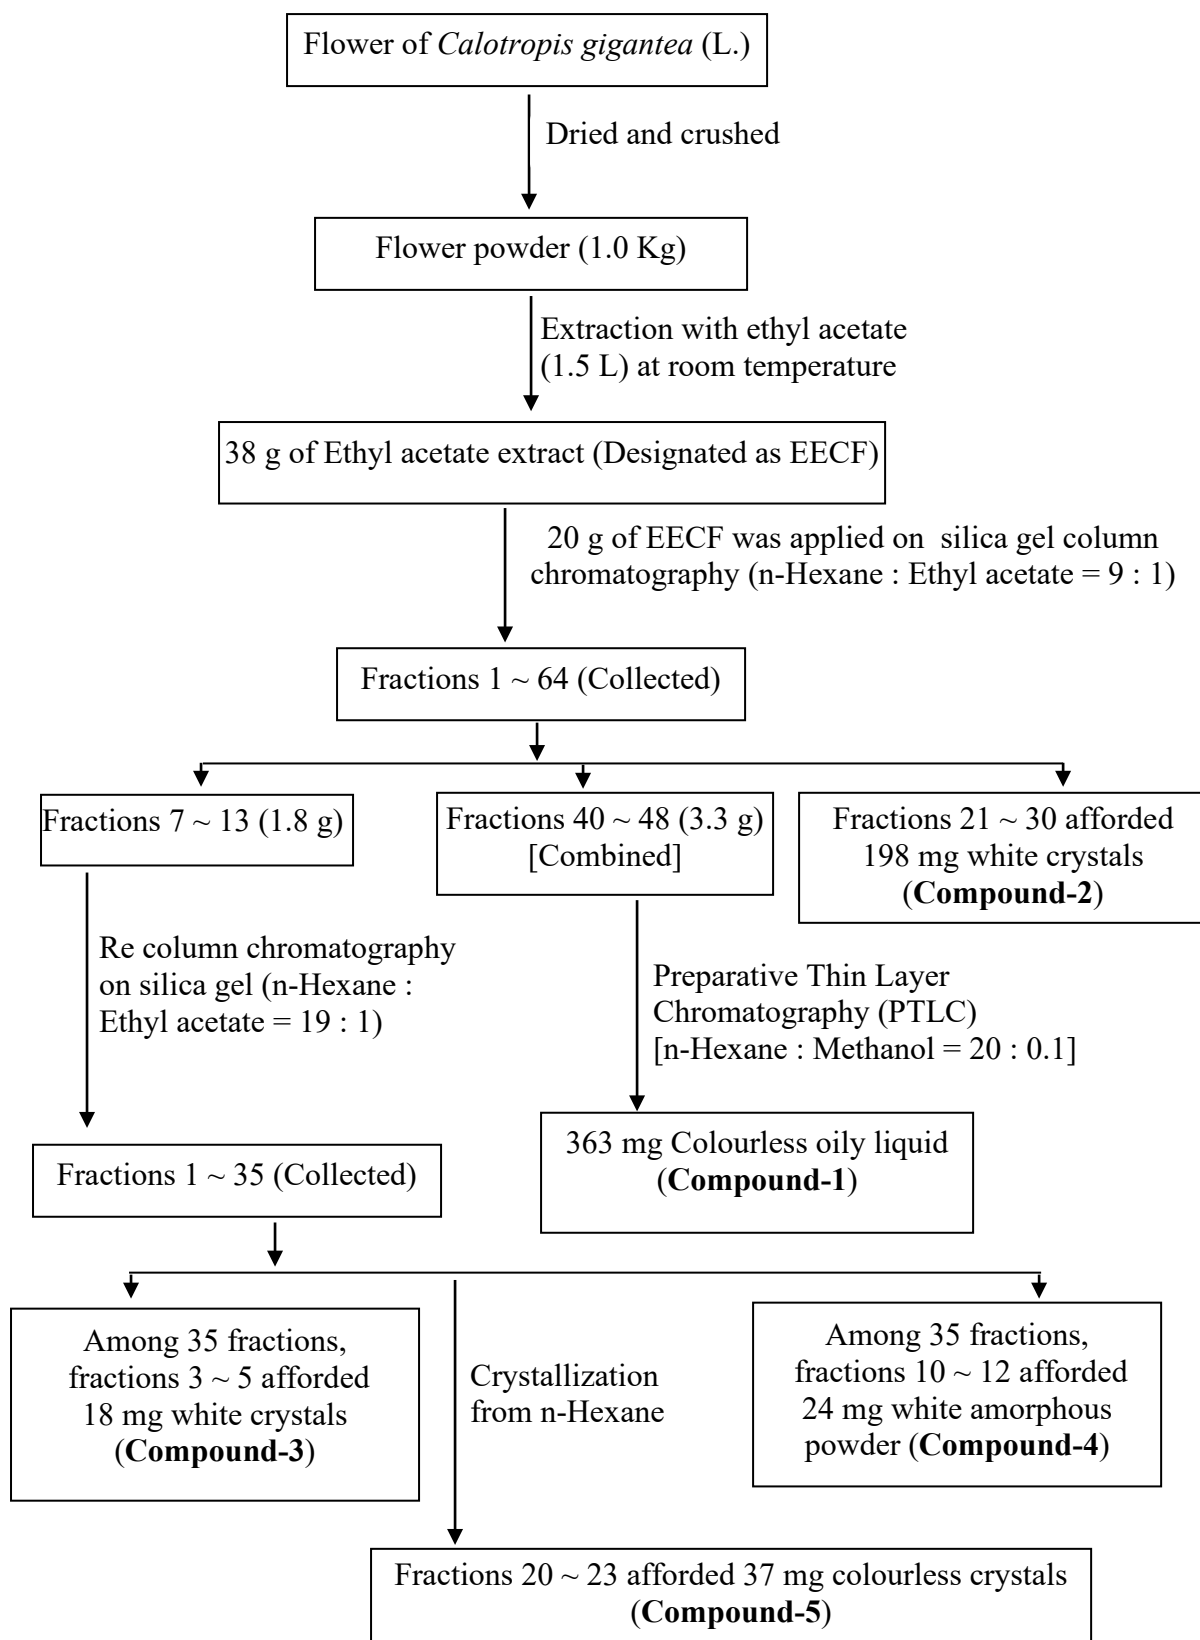 Flower of Calotropis gigantea (L.)
Dried and crushed
Flower powder (1.0 Kg)
Extraction with ethyl acetate
(1.5 L) at room temperature
38 g of Ethyl acetate extract (Designated as EECF)
20 g of EECF was applied on silica gel column
chromatography (n-Hexane : Ethyl acetate = 9 : 1)
Fractions 1 ~ 64 (Collected)
Fractions 7 ~ 13 (1.8 g)
Fractions 40 ~ 48 (3.3 g)
[Combined]
Fractions 21 ~ 30 afforded
198 mg white crystals
(Compound-2)
Re column chromatography
on silica gel (n-Hexane :
Ethyl acetate = 19 : 1)
Preparative Thin Layer
Chromatography (PTLC)
[n-Hexane : Methanol = 20 : 0.1]
363 mg Colourless oily liquid
(Compound-1)
Fractions 1 ~ 35 (Collected)
Among 35 fractions,
fractions 3 ~ 5 afforded
18 mg white crystals
(Compound-3)
Crystallization
from n-Hexane
Among 35 fractions,
fractions 10 ~ 12 afforded
24 mg white amorphous
powder (Compound-4)
Fractions 20 ~ 23 afforded 37 mg colourless crystals
(Compound-5)